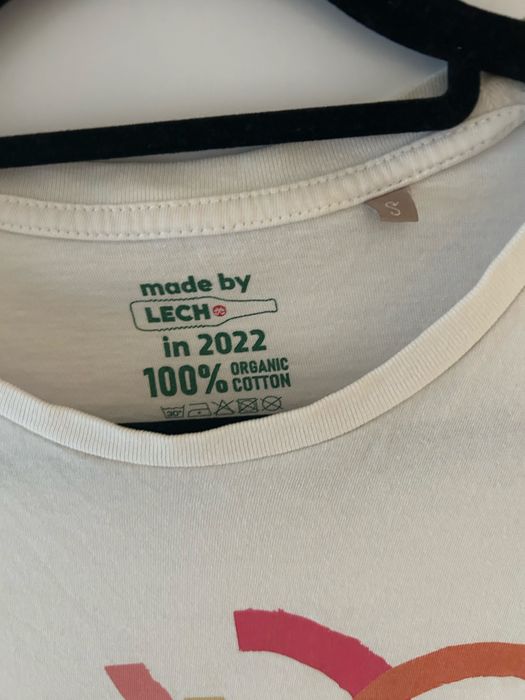 S
made by
LECH
in 2022
100% ORGANIC
COTTON
30°